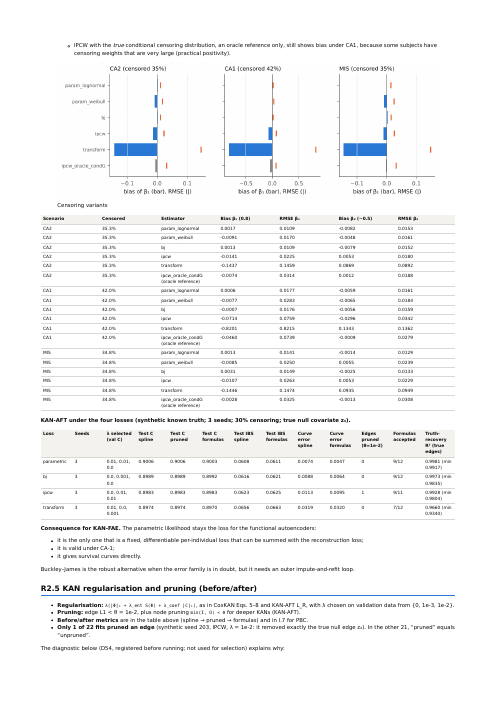 IPCW with the true conditional censoring distribution, an oracle reference only, still shows bias under CA1, because some subjects have
censoring weights that are very large (practical positivity).
CA2 (censored 35%) CA1 (censored 42%) MIS (censored 35%)
param_lognormal
param_weibull
bj
ipcw
transform
ipcw_oracle_condG
−0.1 0.0 0.1 −0.5 0.0 0.5 −0.1 0.0 0.1
bias of β₁ (bar), RMSE (|) bias of β₁ (bar), RMSE (|) bias of β₁ (bar), RMSE (|)
Censoring variants
Scenario Censored Estimator Bias β₁ (0.8) RMSE β₁ Bias β₂ (−0.5) RMSE β₂
CA2 35.3% param_lognormal 0.0017 0.0109 -0.0082 0.0153
CA2 35.3% param_weibull -0.0091 0.0170 -0.0048 0.0161
CA2 35.3% bj 0.0013 0.0109 -0.0079 0.0152
CA2 35.3% ipcw -0.0141 0.0225 0.0053 0.0180
CA2 35.3% transform -0.1437 0.1459 0.0869 0.0892
CA2 35.3% ipcw_oracle_condG -0.0074 0.0314 0.0012 0.0188
(oracle reference)
CA1 42.0% param_lognormal 0.0006 0.0177 -0.0059 0.0161
CA1 42.0% param_weibull -0.0077 0.0283 -0.0065 0.0184
CA1 42.0% bj -0.0007 0.0176 -0.0056 0.0159
CA1 42.0% ipcw -0.0714 0.0759 -0.0296 0.0342
CA1 42.0% transform -0.8201 0.8215 0.1343 0.1362
CA1 42.0% ipcw_oracle_condG -0.0460 0.0739 -0.0009 0.0279
(oracle reference)
MIS 34.8% param_lognormal 0.0013 0.0141 -0.0014 0.0129
MIS 34.8% param_weibull -0.0085 0.0250 0.0055 0.0239
MIS 34.8% bj 0.0031 0.0149 -0.0025 0.0133
MIS 34.8% ipcw -0.0107 0.0263 0.0053 0.0229
MIS 34.8% transform -0.1446 0.1474 0.0935 0.0949
MIS 34.8% ipcw_oracle_condG -0.0028 0.0325 -0.0013 0.0308
(oracle reference)
KAN-AFT under the four losses (synthetic known truth; 3 seeds; 30% censoring; true null covariate z₄).
Loss Seeds λ selected (val C) Test C spline Test C pruned Test C formulas Test IBS spline Test IBS formulas Curve error spline Curve error formulas Edges pruned (θ=1e-2) Formulas accepted Truth-recovery R² (true edges)
parametric 3 0.01, 0.01, 0.0 0.9006 0.9006 0.9003 0.0608 0.0611 0.0074 0.0047 0 9/12 0.9981 (min 0.9917)
bj 3 0.0, 0.001, 0.01 0.8989 0.8989 0.8992 0.0616 0.0621 0.0088 0.0064 0 9/12 0.9973 (min 0.9835)
ipcw 3 0.0, 0.01, 0.01 0.8983 0.8983 0.8983 0.0623 0.0625 0.0113 0.0095 1 9/11 0.9928 (min 0.9804)
transform 3 0.01, 0.01, 0.0 0.8974 0.8974 0.8970 0.0656 0.0663 0.0319 0.0320 0 7/12 0.9660 (min 0.9340)
Consequence for KAN-FAE. The parametric likelihood stays the loss for the functional autoencoders:
it is the only one that is a fixed, differentiable per-individual loss that can be summed with the reconstruction loss;
it is valid under CA-1;
it gives survival curves directly.
Buckley–James is the robust alternative when the error family is in doubt, but it needs an outer impute-and-refit loop.
R2.5 KAN regularisation and pruning (before/after)
Regularisation: λ(|Φ|₁ + λ_ent S(Φ) + λ_coef |C|₁), as in CosKAN Eqs. 5–8 and KAN-AFT L_R, with λ chosen on validation data from {0, 1e-3, 1e-2}.
Pruning: edge L1 < θ = 1e-2, plus node pruning min(I, O) < θ for deeper KANs (KAN-AFT).
Before/after metrics are in the table above (spline → pruned → formulas) and in I.7 for PBC.
Only 1 of 22 fits pruned an edge (synthetic seed 203, IPCW, λ = 1e-2: it removed exactly the true null edge z₄). In the other 21, “pruned” equals
“unpruned”.
The diagnostic below (D54, registered before running; not used for selection) explains why: